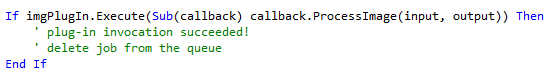 If imgPlugIn.Execute(Sub(callback) callback.ProcessImage(input, output)) Then
    ' plug-in invocation succeeded!
    ' delete job from the queue
End If